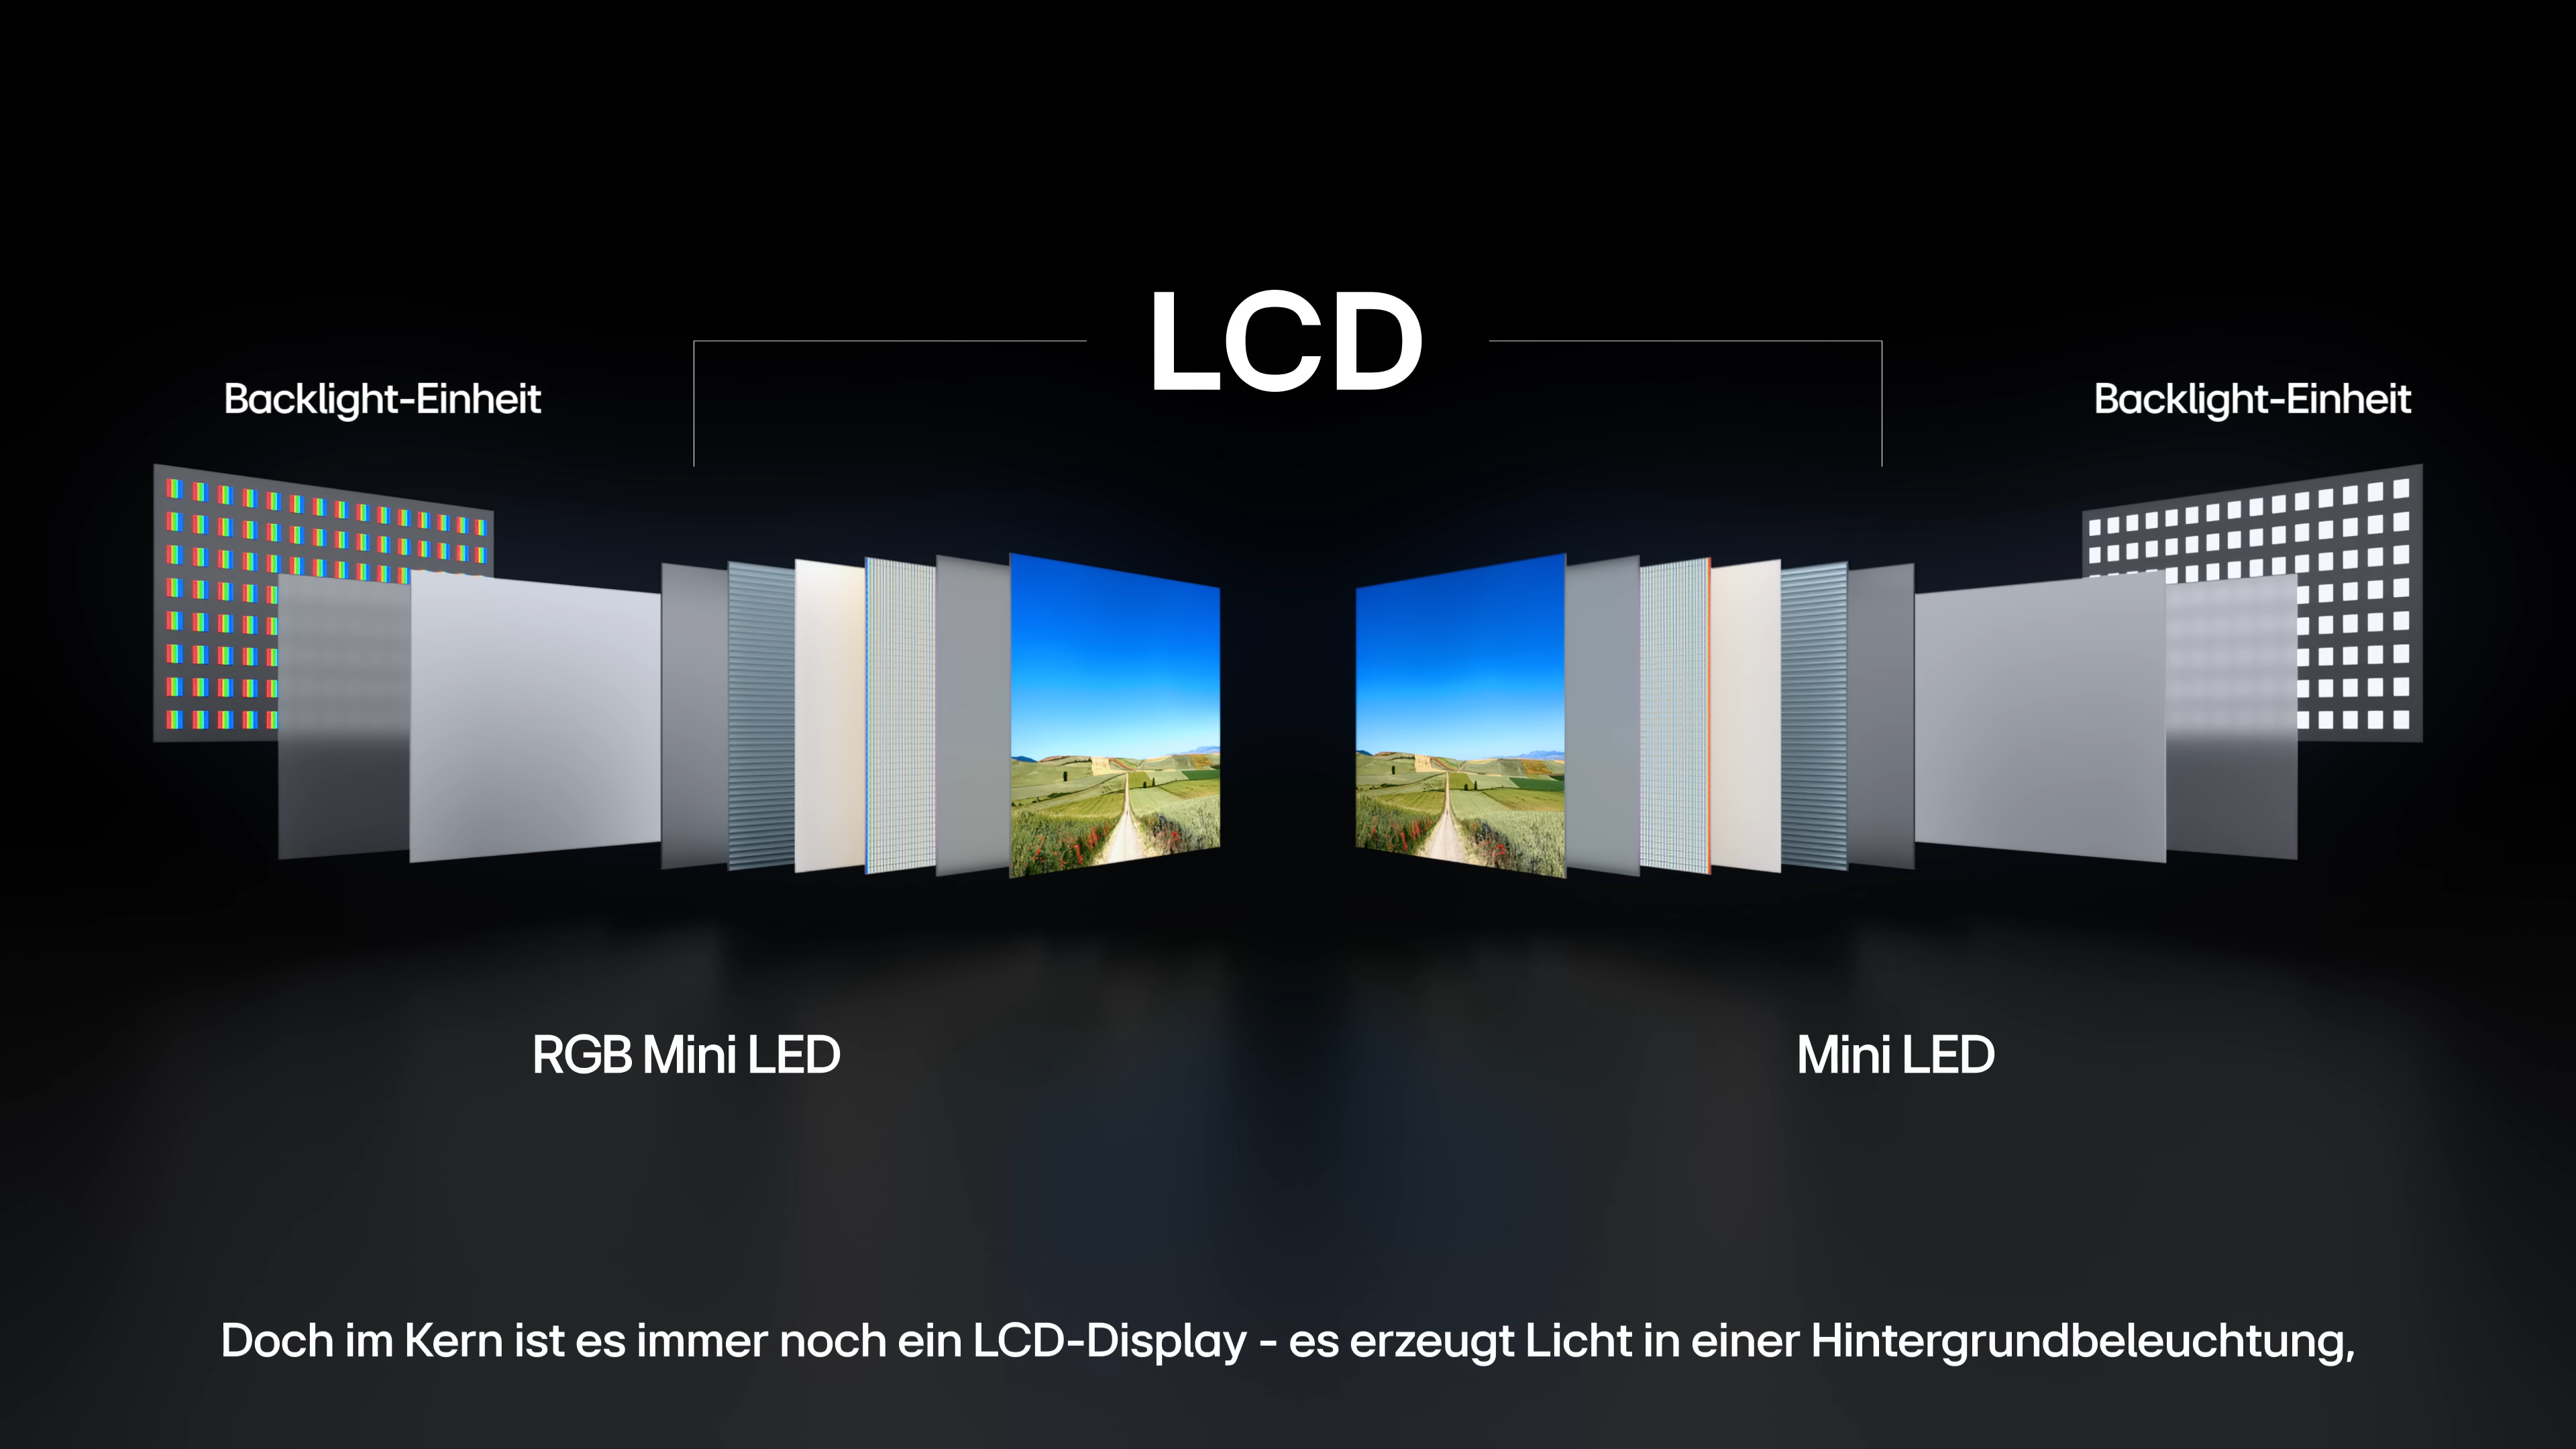 LCD
Backlight-Einheit
Backlight-Einheit
RGB Mini LED
Mini LED
Doch im Kern ist es immer noch ein LCD-Display - es erzeugt Licht in einer Hintergrundbeleuchtung,